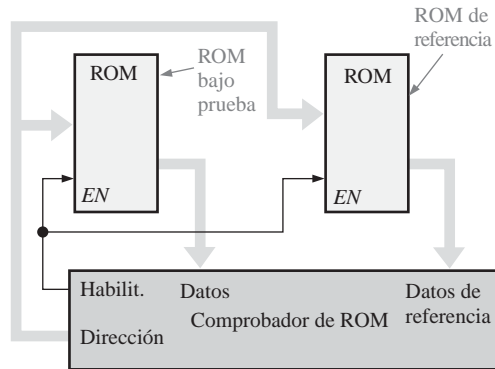 ROM de
referencia
ROM
ROM
bajo
prueba
ROM
EN
EN
Habilit.
Datos
Datos de
referencia
Dirección
Comprobador de ROM